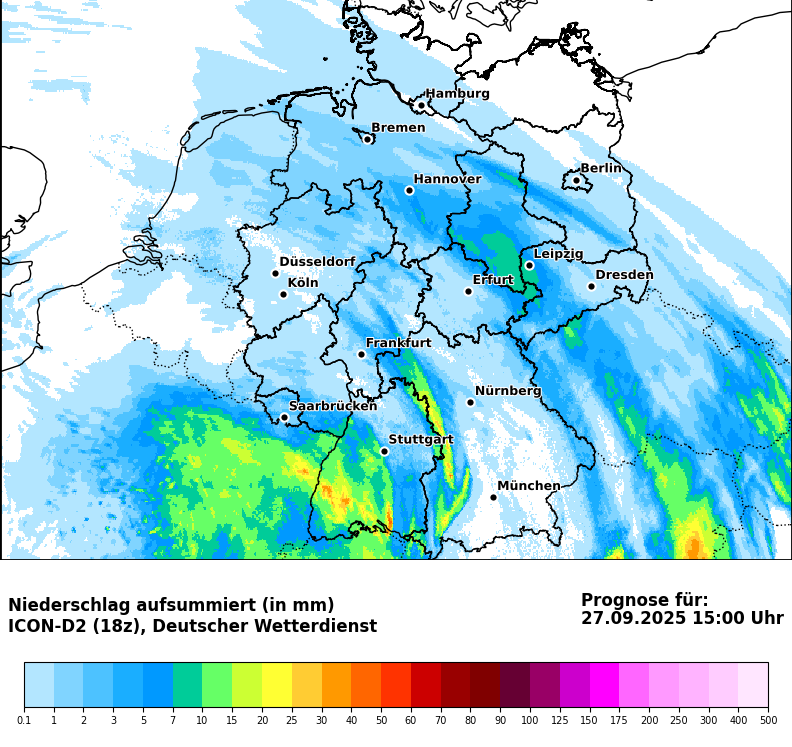 Hamburg
Bremen
Berlin
Hannover
Leipzig
Düsseldorf
Dresden
Köln
Erfurt
Frankfurt
Nürnberg
Saarbrücken
Stuttgart
München
Niederschlag aufsummiert (in mm)
ICON-D2 (18z), Deutscher Wetterdienst
Prognose für:
27.09.2025 15:00 Uhr
0.1 1 2 3 5 7 10 15 20 25 30 40 50 60 70 80 90 100 125 150 175 200 250 300 400 500